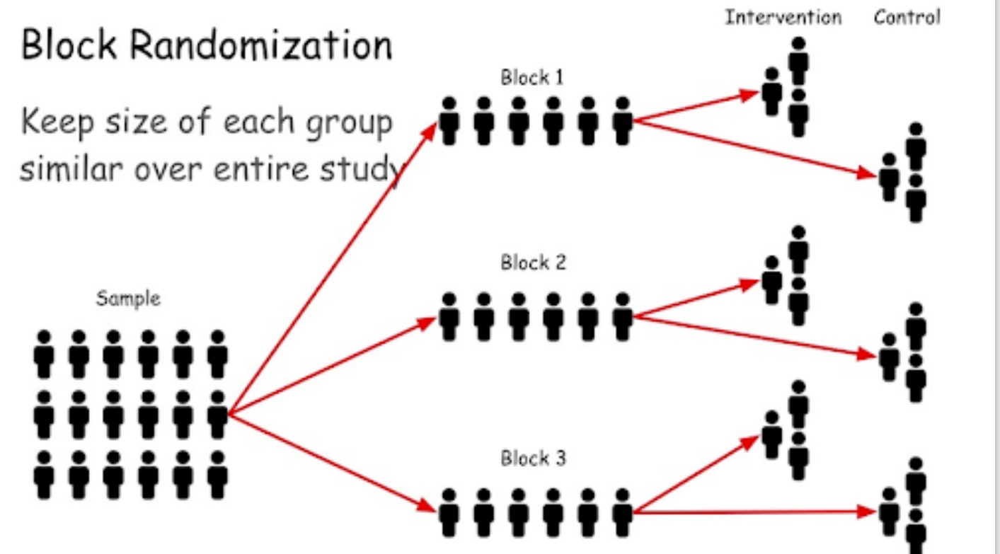 Block Randomization
Keep size of each group
similar over entire study
Intervention
Control
Block 1
Block 2
Sample
Block 3